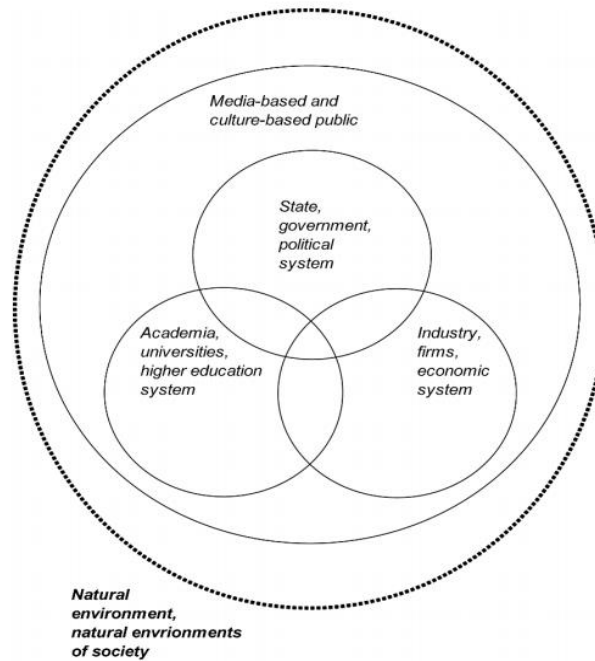 Media-based and
culture-based public
State,
government,
political
system
Academia,
universities,
higher education
system
Industry,
firms,
economic
system
Natural
environment,
natural envrionments
of society